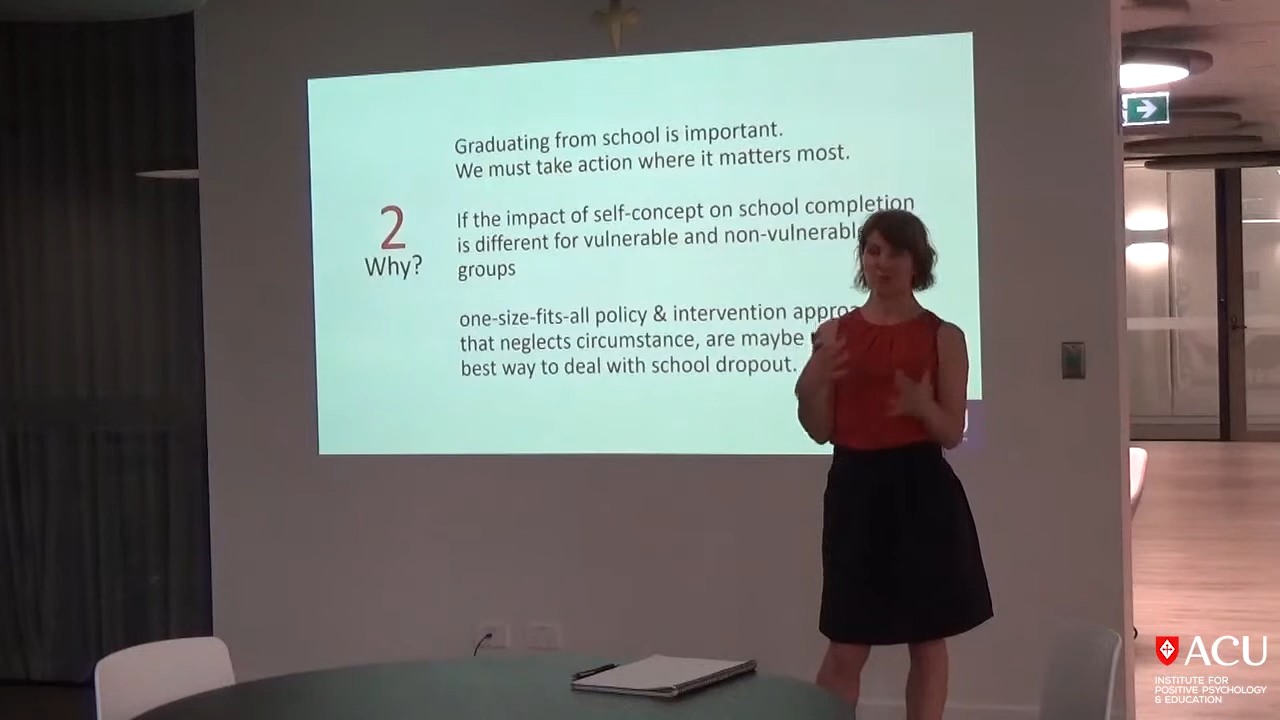 Graduating from school is important.
We must take action where it matters most.
2
Why?
If the impact of self-concept on school completion
is different for vulnerable and non-vulnerable
groups
one-size-fits-all policy & intervention
that neglects circumstance, are maybe
best way to deal with school dropout.
ACU
INSTITUTE FOR
POSITIVE PSYCHOLOGY
& EDUCATION